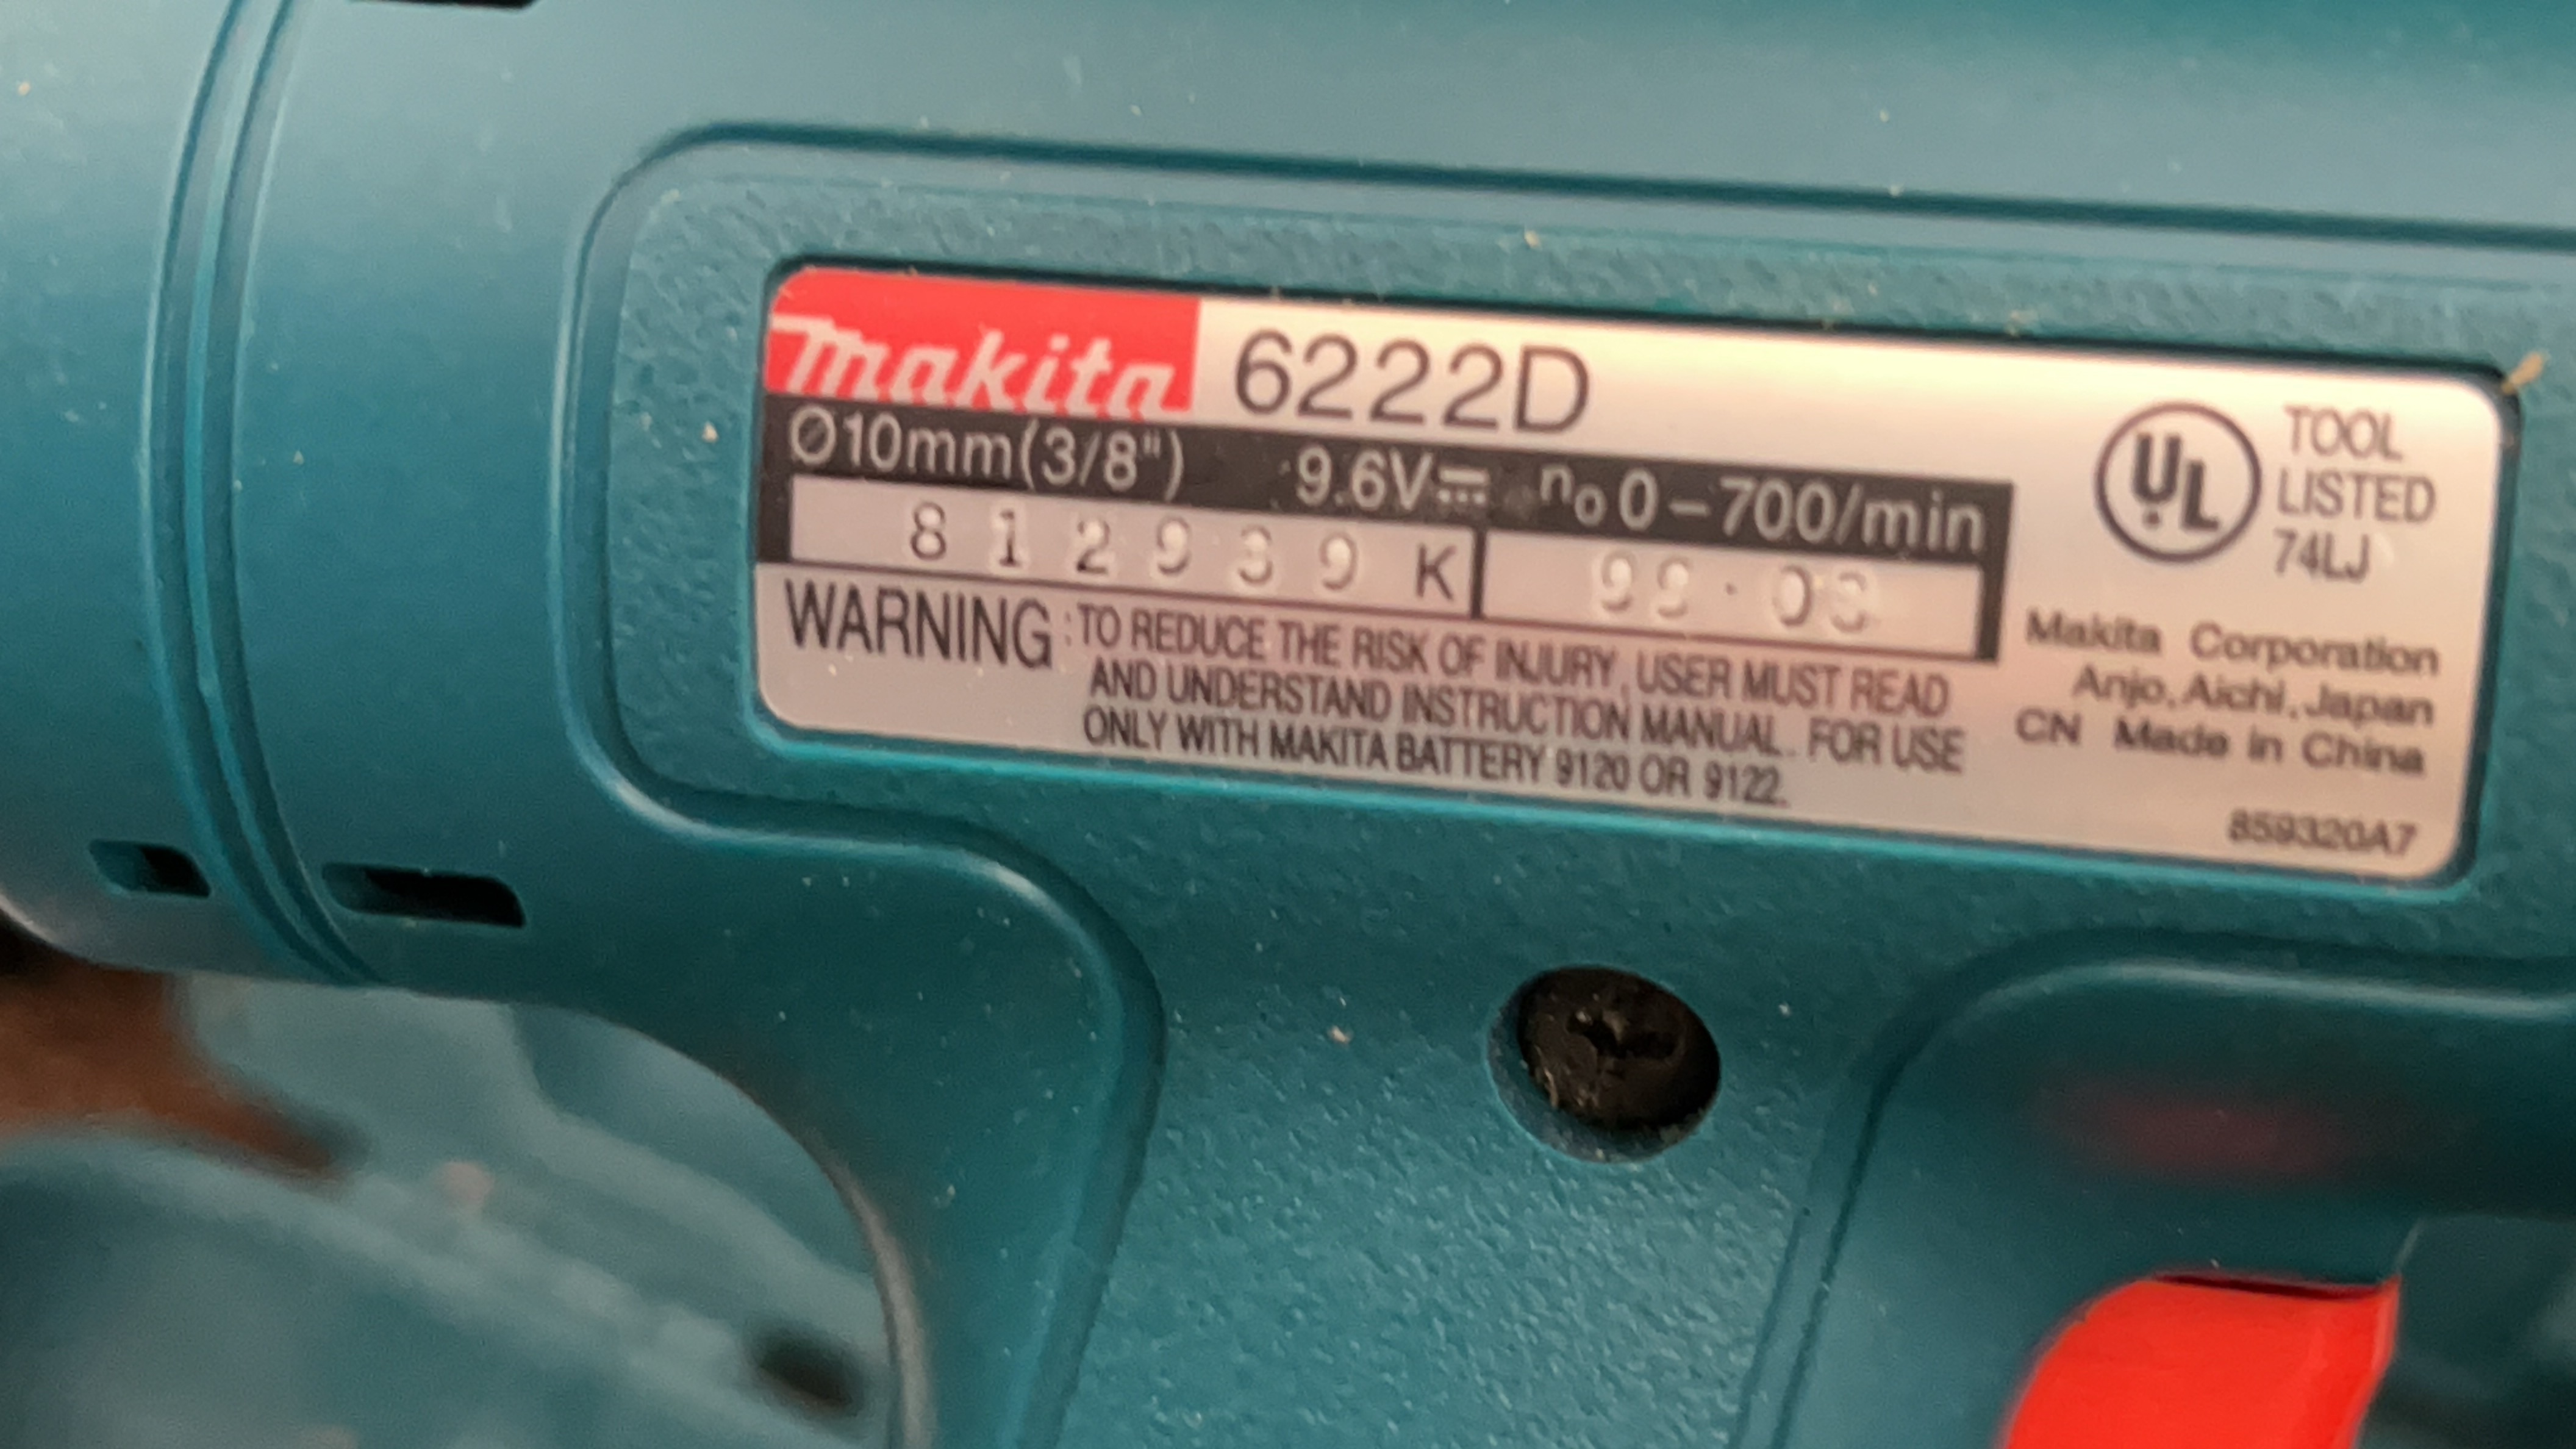 makita 6222D
Ø10mm(3/8") 9.6V⎓ n₀ 0-700/min
812939 K
WARNING : TO REDUCE THE RISK OF INJURY, USER MUST READ
AND UNDERSTAND INSTRUCTION MANUAL. FOR USE
ONLY WITH MAKITA BATTERY 9120 OR 9122.
UL
TOOL
LISTED
74LJ
Makita Corporation
Anjo, Aichi, Japan
CN Made in China
859320A7